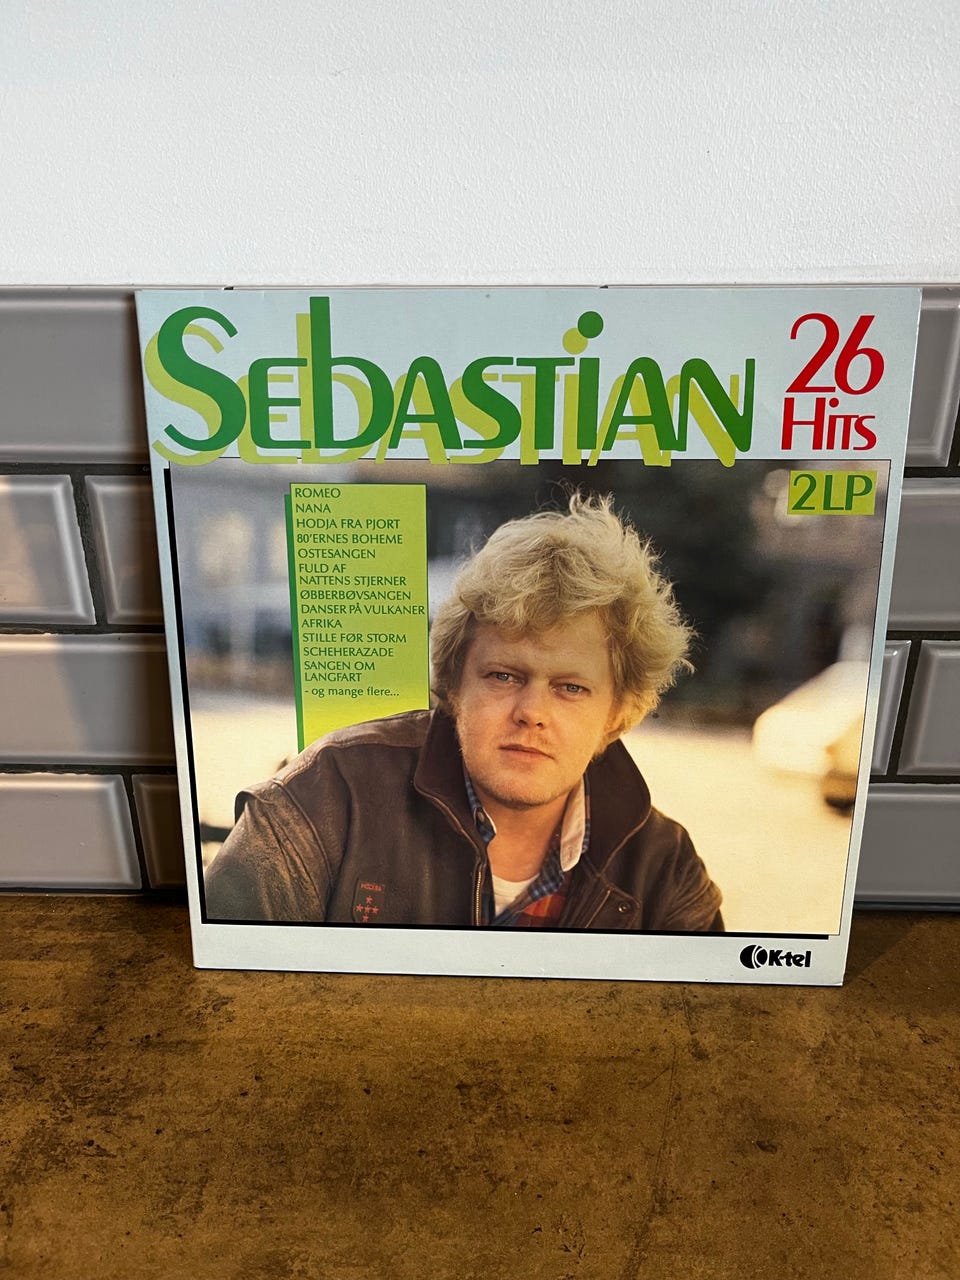 Sebastian
26
Hits
2 LP
ROMEO
NANA
HODJA FRA PJORT
80'ERNES BOHEME
OSTESANGEN
FULD AF
NATTENS STJERNER
ØBBERBØVSANGEN
DANSER PÅ VULKANER
AFRIKA
STILLE FØR STORM
SCHEHERAZADE
SANGEN OM
LANGFART
- og mange flere...
K-tel